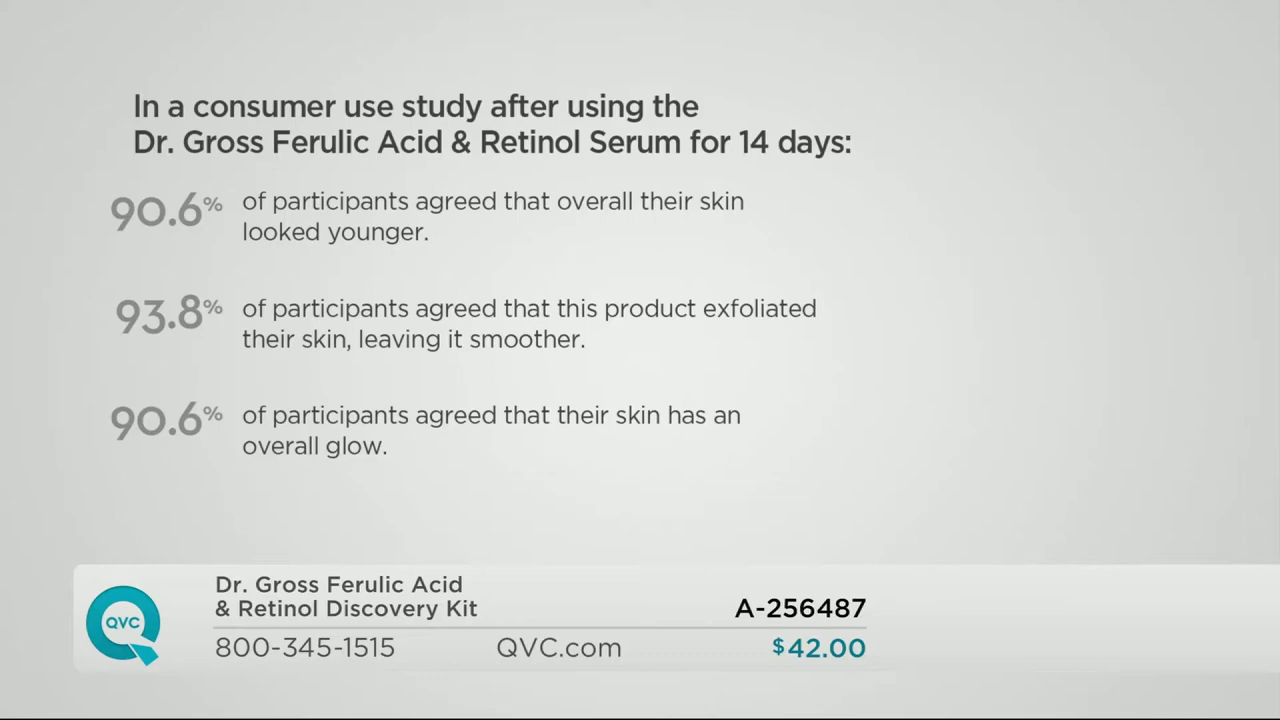 In a consumer use study after using the
Dr. Gross Ferulic Acid & Retinol Serum for 14 days:
90.6% of participants agreed that overall their skin
looked younger.
93.8% of participants agreed that this product exfoliated
their skin, leaving it smoother.
90.6% of participants agreed that their skin has an
overall glow.
QVC
Dr. Gross Ferulic Acid
& Retinol Discovery Kit
A-256487
800-345-1515
QVC.com
$42.00